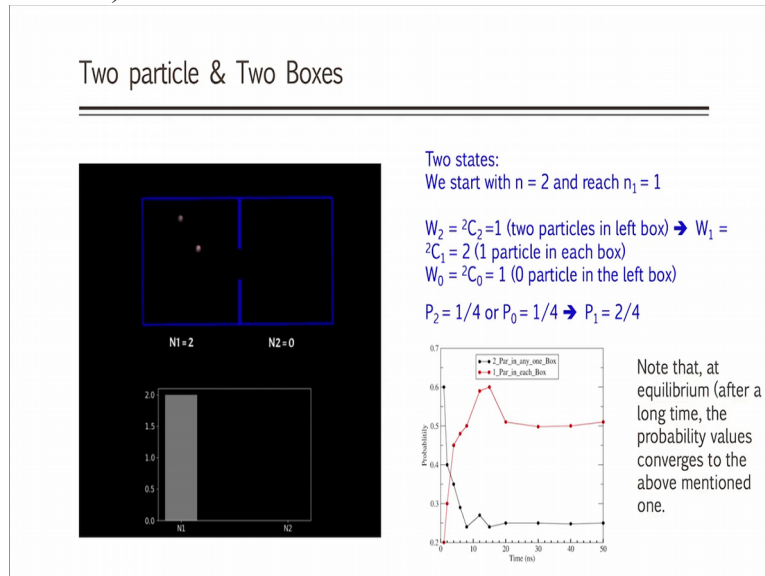 Two particle & Two Boxes
Two states:
We start with n = 2 and reach n₁ = 1
W₂ = ²C₂ =1 (two particles in left box) ➔ W₁ =
²C₁ = 2 (1 particle in each box)
W₀ = ²C₀ = 1 (0 particle in the left box)
P₂ = 1/4 or P₀ = 1/4 ➔ P₁ = 2/4
N1=2 N2=0
2.0
1.5
1.0
0.5
0.0
N1 N2
0.7
0.6
0.5
0.4
0.3
0.2
Probability
2_Par_in_any_one_Box
1_Par_in_each_Box
0 10 20 30 40 50
Time (ns)
Note that, at
equilibrium (after a
long time, the
probability values
converges to the
above mentioned
one.